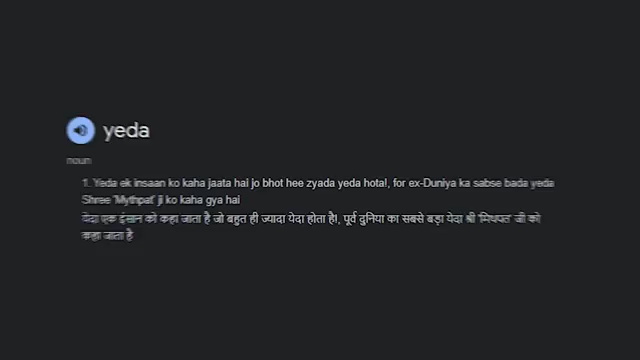 yeda
noun
1. Yeda ek insaan ko kaha jaata hai jo bhot hee zyada yeda hota!, for ex-Duniya ka sabse bada yeda
Shree 'Mythpat' ji ko kaha gya hai
येदा एक इंसान को कहा जाता है जो बहुत ही ज्यादा येदा होता है!, पूर्व दुनिया का सबसे बड़ा येदा श्री 'मिथपत' जी को
कहा जाता है